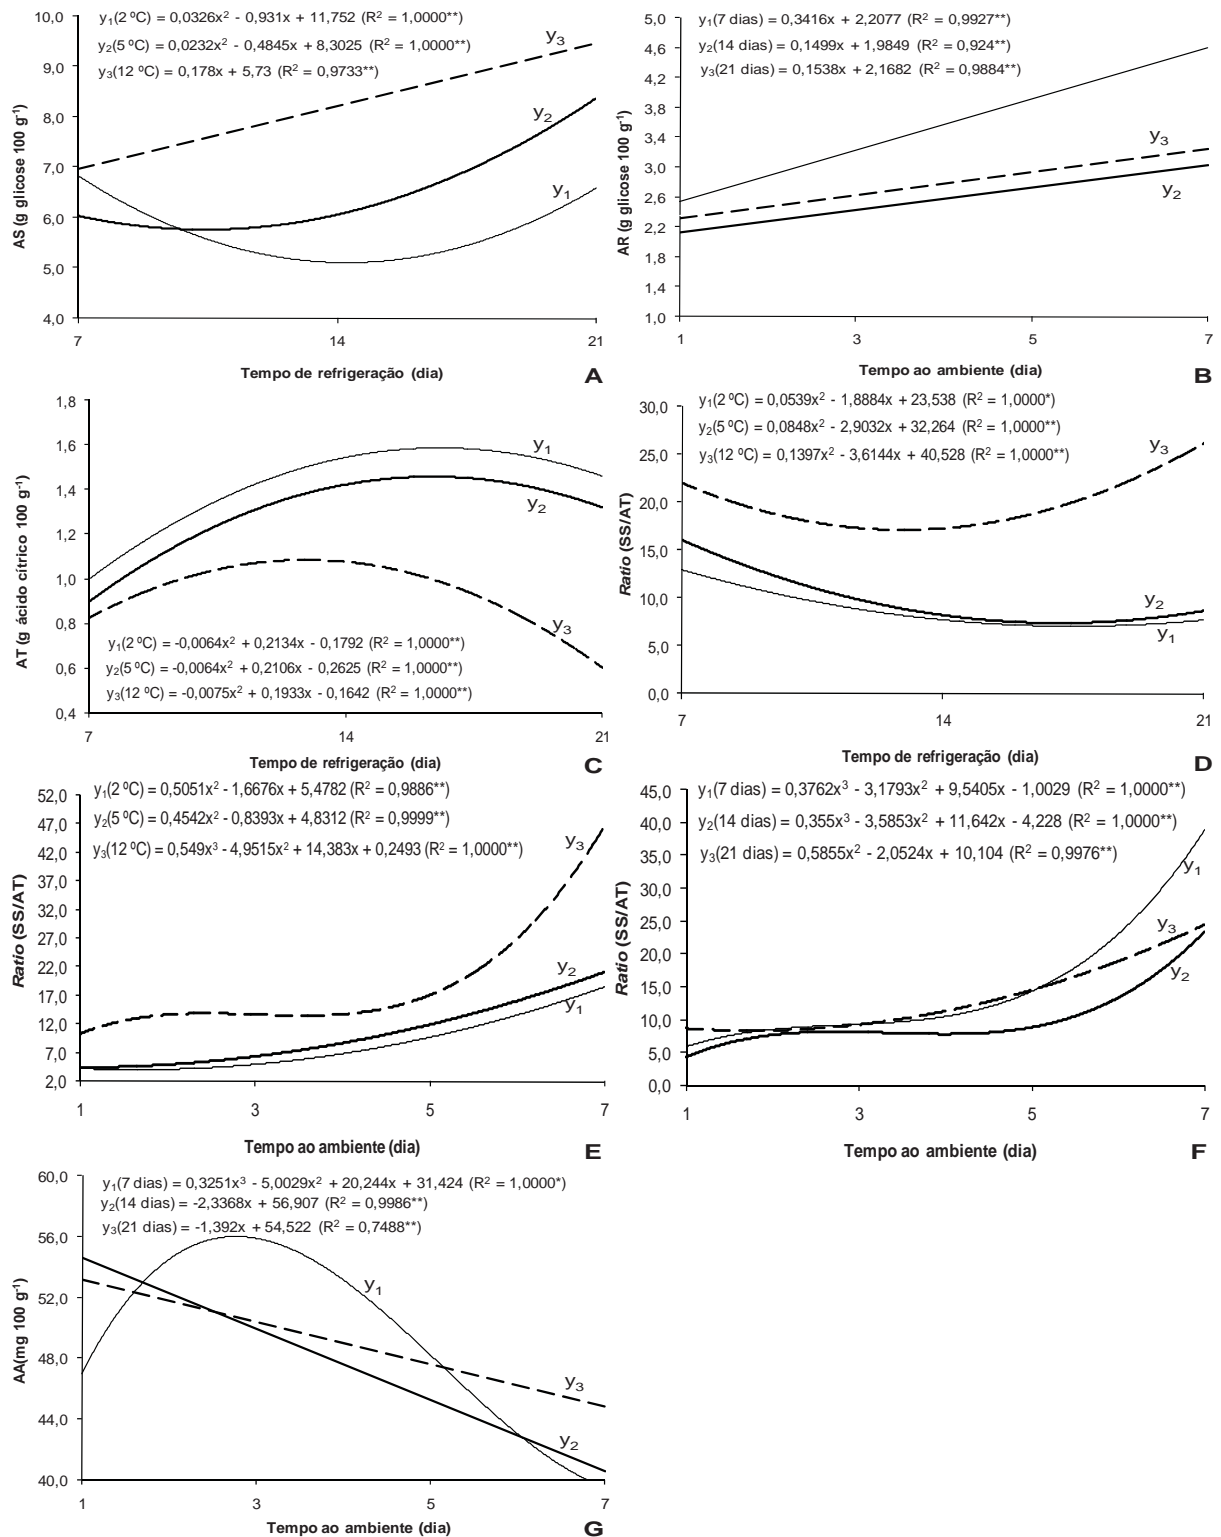 y₁(2 ºC) = 0,0326x² - 0,931x + 11,752 (R² = 1,0000**)
y₂(5 ºC) = 0,0232x² - 0,4845x + 8,3025 (R² = 1,0000**)
y₃(12 ºC) = 0,178x + 5,73 (R² = 0,9733**)
AS (g glicose 100 g⁻¹)
10,0
9,0
8,0
7,0
6,0
5,0
4,0
y₃
y₂
y₁
7
14
21
Tempo de refrigeração (dia)
A
y₁(7 dias) = 0,3416x + 2,2077 (R² = 0,9927**)
y₂(14 dias) = 0,1499x + 1,9849 (R² = 0,924**)
y₃(21 dias) = 0,1538x + 2,1682 (R² = 0,9884**)
AR (g glicose 100 g⁻¹)
5,0
4,6
4,2
3,8
3,4
3,0
2,6
2,2
1,8
1,4
1,0
y₃
y₂
1
3
5
7
Tempo ao ambiente (dia)
B
AT (g ácido cítrico 100 g⁻¹)
1,8
1,6
1,4
1,2
1,0
0,8
0,6
0,4
y₁
y₂
y₃
y₁(2 ºC) = -0,0064x² + 0,2134x - 0,1792 (R² = 1,0000**)
y₂(5 ºC) = -0,0064x² + 0,2106x - 0,2625 (R² = 1,0000**)
y₃(12 ºC) = -0,0075x² + 0,1933x - 0,1642 (R² = 1,0000**)
7
14
21
Tempo de refrigeração (dia)
C
y₁(2 ºC) = 0,0539x² - 1,8884x + 23,538 (R² = 1,0000*)
y₂(5 ºC) = 0,0848x² - 2,9032x + 32,264 (R² = 1,0000**)
y₃(12 ºC) = 0,1397x² - 3,6144x + 40,528 (R² = 1,0000**)
Ratio (SS/AT)
30,0
25,0
20,0
15,0
10,0
5,0
0,0
y₃
y₂
y₁
7
14
21
Tempo de refrigeração (dia)
D
y₁(2 ºC) = 0,5051x² - 1,6676x + 5,4782 (R² = 0,9886**)
y₂(5 ºC) = 0,4542x² - 0,8393x + 4,8312 (R² = 0,9999**)
y₃(12 ºC) = 0,549x³ - 4,9515x² + 14,383x + 0,2493 (R² = 1,0000**)
Ratio (SS/AT)
52,0
47,0
42,0
37,0
32,0
27,0
22,0
17,0
12,0
7,0
2,0
y₃
y₂
y₁
1
3
5
7
Tempo ao ambiente (dia)
E
y₁(7 dias) = 0,3762x³ - 3,1793x² + 9,5405x - 1,0029 (R² = 1,0000**)
y₂(14 dias) = 0,355x³ - 3,5853x² + 11,642x - 4,228 (R² = 1,0000**)
y₃(21 dias) = 0,5855x² - 2,0524x + 10,104 (R² = 0,9976**)
Ratio (SS/AT)
45,0
40,0
35,0
30,0
25,0
20,0
15,0
10,0
5,0
0,0
y₁
y₃
y₂
1
3
5
7
Tempo ao ambiente (dia)
F
y₁(7 dias) = 0,3251x³ - 5,0029x² + 20,244x + 31,424 (R² = 1,0000*)
y₂(14 dias) = -2,3368x + 56,907 (R² = 0,9986**)
y₃(21 dias) = -1,392x + 54,522 (R² = 0,7488**)
AA(mg 100 g⁻¹)
60,0
56,0
52,0
48,0
44,0
40,0
y₁
y₃
y₂
1
3
5
7
Tempo ao ambiente (dia)
G